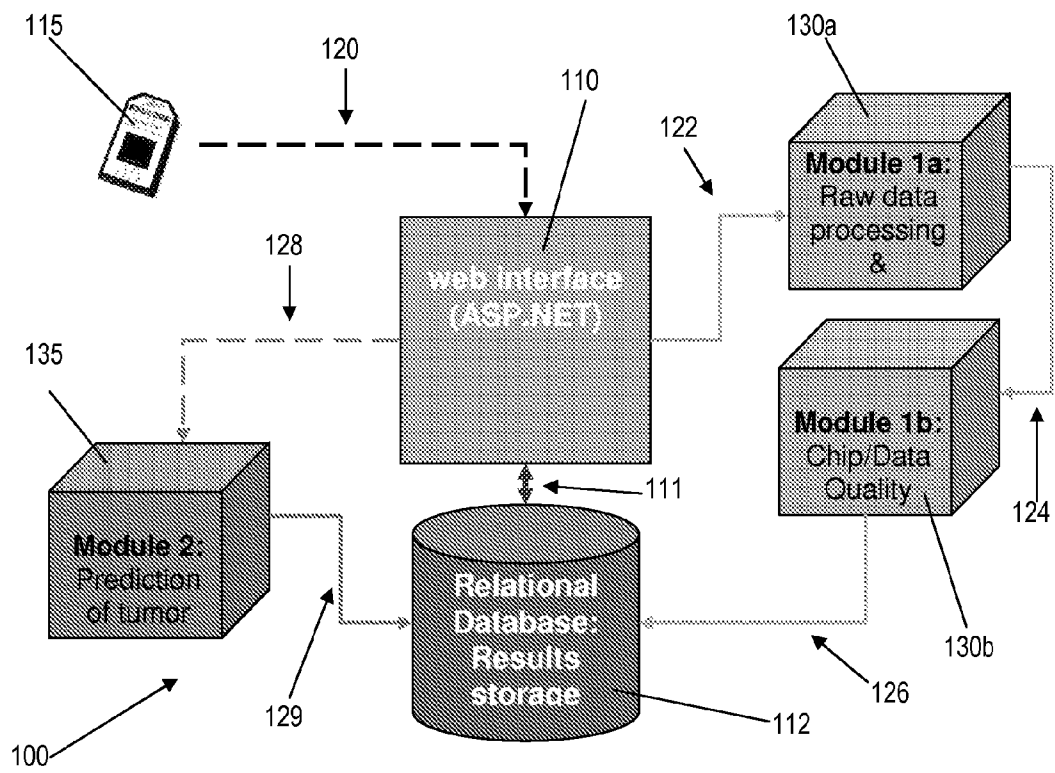 115
120
110
130a
122
Module 1a:
Raw data
processing
&
128
web interface
(ASP.NET)
135
Module 1b:
Chip/Data
Quality
111
124
Module 2:
Prediction
of tumor
Relational
Database:
Results
storage
129
126
130b
112
100